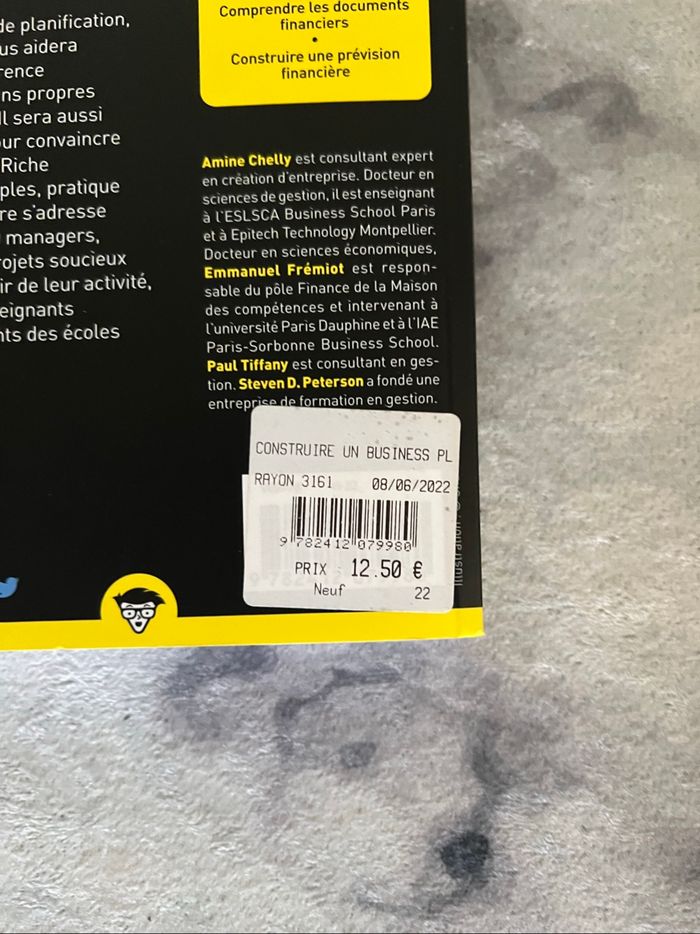 de planification,
us aidera
rence
ns propres
Il sera aussi
ur convaincre
Riche
ples, pratique
re s'adresse
managers,
rojets soucieux
ir de leur activité,
eignants
nts des écoles
Comprendre les documents
financiers
•
Construire une prévision
financière
Amine Chelly est consultant expert
en création d'entreprise. Docteur en
sciences de gestion, il est enseignant
à l'ESLSCA Business School Paris
et à Epitech Technology Montpellier.
Docteur en sciences économiques,
Emmanuel Frémiot est respon-
sable du pôle Finance de la Maison
des compétences et intervenant à
l'université Paris Dauphine et à l'IAE
Paris-Sorbonne Business School.
Paul Tiffany est consultant en ges-
tion. Steven D. Peterson a fondé une
entreprise de formation en gestion.
CONSTRUIRE UN BUSINESS PL
RAYON 3161 08/06/2022
9 782412 079980
PRIX : 12.50 €
Neuf 22
Illustration :